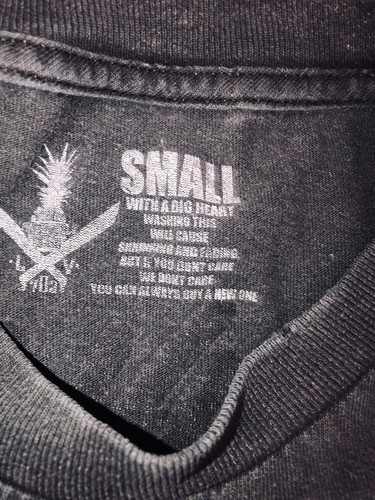 SMALL
WITH A BIG HEART
WASHING THIS
WILL CAUSE
SHRINKING AND FADING
BUT IF YOU DON'T CARE
WE DON'T CARE
YOU CAN ALWAYS BUY A NEW ONE
L V
702